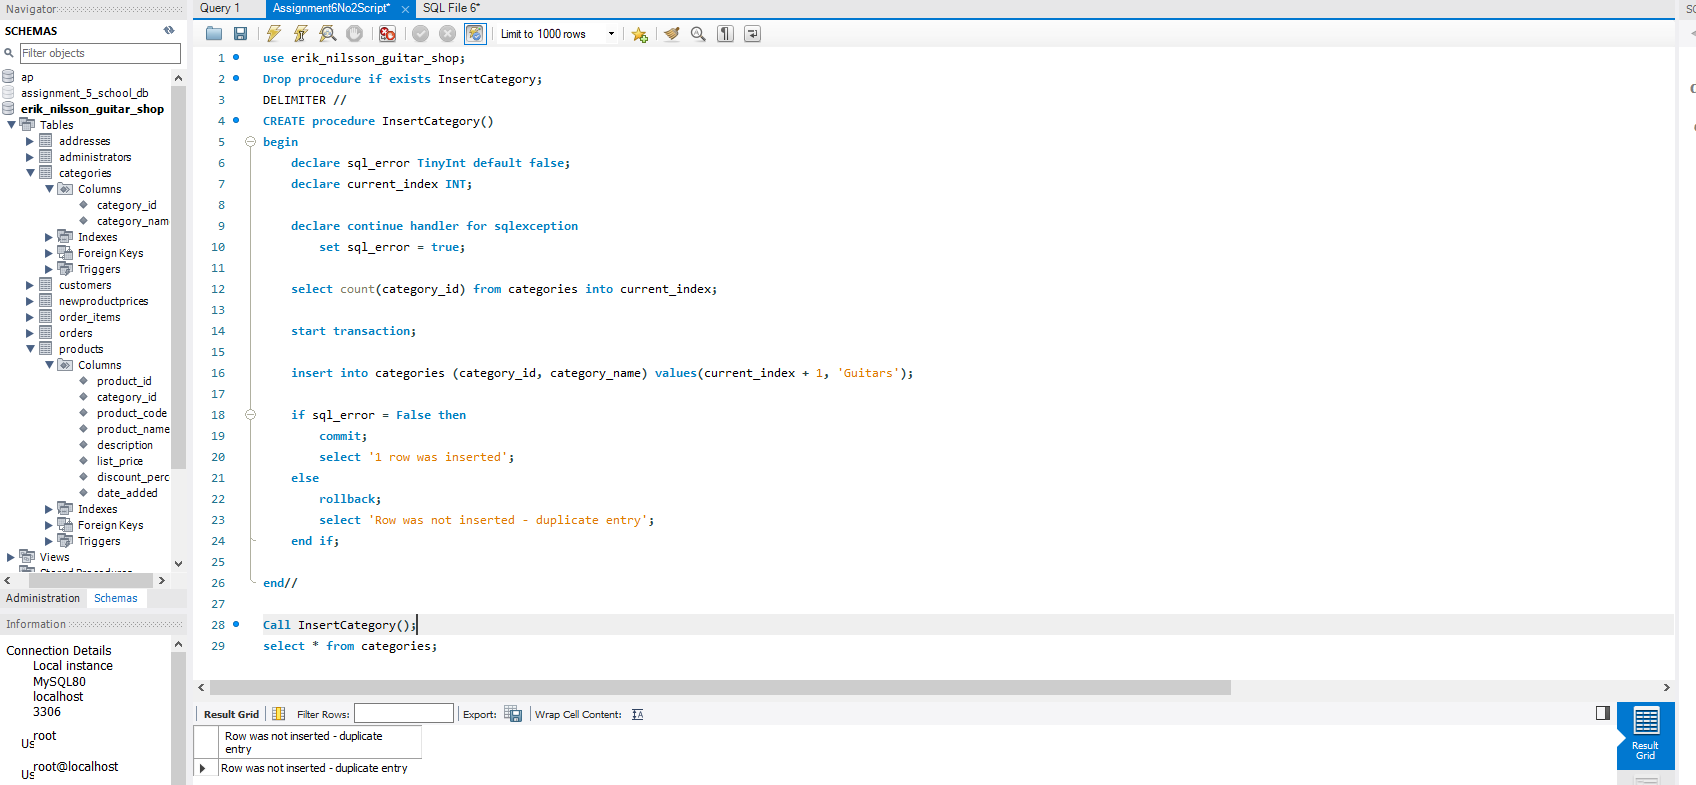 Navigator
SCHEMAS
Filter objects
ap
assignment_5_school_db
erik_nilsson_guitar_shop
Tables
addresses
administrators
categories
Columns
category_id
category_nam
Indexes
Foreign Keys
Triggers
customers
newproductprices
order_items
orders
products
Columns
product_id
category_id
product_code
product_name
description
list_price
discount_perc
date_added
Indexes
Foreign Keys
Triggers
Views
Administration Schemas
Information
Connection Details
Local instance
MySQL80
localhost
3306
root
Us
root@localhost
Us
Query 1 Assignment6No2Script* SQL File 6*
Limit to 1000 rows
1 use erik_nilsson_guitar_shop;
2 Drop procedure if exists InsertCategory;
3 DELIMITER //
4 CREATE procedure InsertCategory()
5 begin
6 declare sql_error TinyInt default false;
7 declare current_index INT;
8
9 declare continue handler for sqlexception
10 set sql_error = true;
11
12 select count(category_id) from categories into current_index;
13
14 start transaction;
15
16 insert into categories (category_id, category_name) values(current_index + 1, 'Guitars');
17
18 if sql_error = False then
19 commit;
20 select '1 row was inserted';
21 else
22 rollback;
23 select 'Row was not inserted - duplicate entry';
24 end if;
25
26 end//
27
28 Call InsertCategory();
29 select * from categories;
Result Grid Filter Rows: Export: Wrap Cell Content:
Row was not inserted - duplicate
entry
Row was not inserted - duplicate entry
Result
Grid